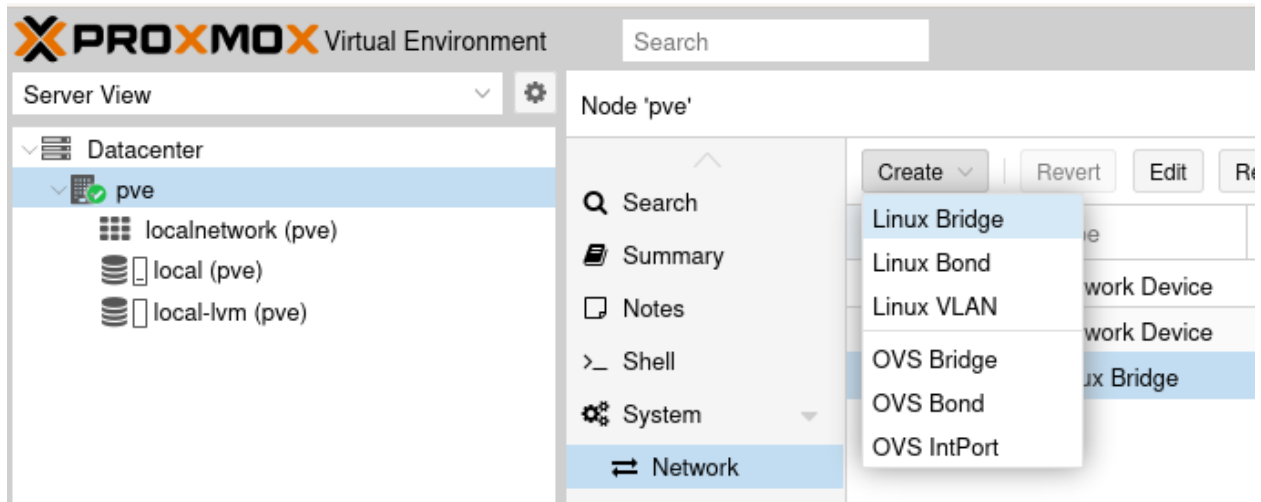 PROXMOX Virtual Environment Search
Server View
Node 'pve'
Datacenter
pve
localnetwork (pve)
local (pve)
local-lvm (pve)
Search
Summary
Notes
Shell
System
Network
Create Revert Edit
Linux Bridge
Linux Bond
Linux VLAN
OVS Bridge
OVS Bond
OVS IntPort
work Device
work Device
ux Bridge